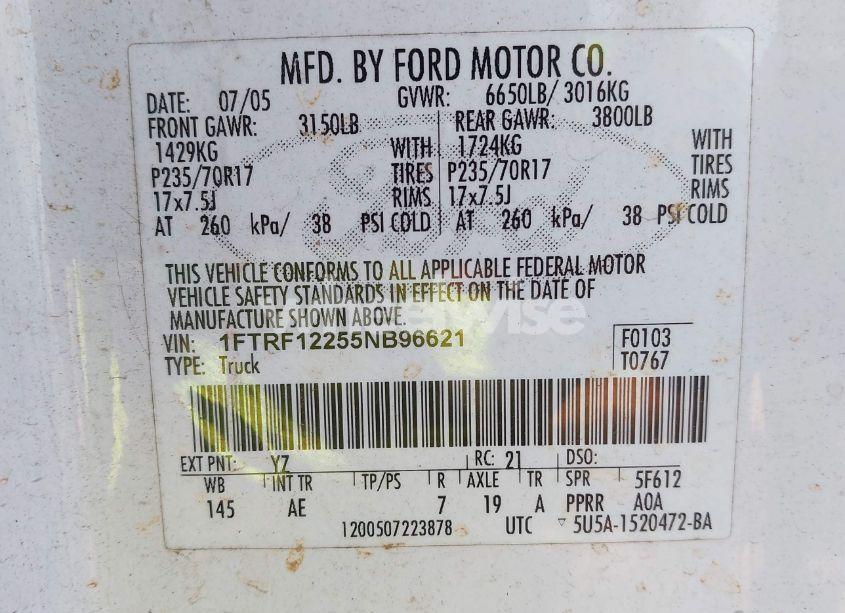 MFD. BY FORD MOTOR CO.
DATE: 07/05 GVWR: 6650LB/ 3016KG
FRONT GAWR: 3150LB REAR GAWR: 3800LB
1429KG WITH 1724KG WITH
P235/70R17 TIRES P235/70R17 TIRES
17x7.5J RIMS 17x7.5J RIMS
AT 260 kPa/ 38 PSI COLD AT 260 kPa/ 38 PSI COLD
THIS VEHICLE CONFORMS TO ALL APPLICABLE FEDERAL MOTOR
VEHICLE SAFETY STANDARDS IN EFFECT ON THE DATE OF
MANUFACTURE SHOWN ABOVE.
VIN: 1FTRF12255NB96621 F0103
TYPE: Truck T0767
EXT PNT: YZ RC: 21 DSO:
WB INT TR TP/PS R AXLE TR SPR 5F612
145 AE 7 19 A PPRR AOA
1200507223878 UTC 5U5A-1520472-BA